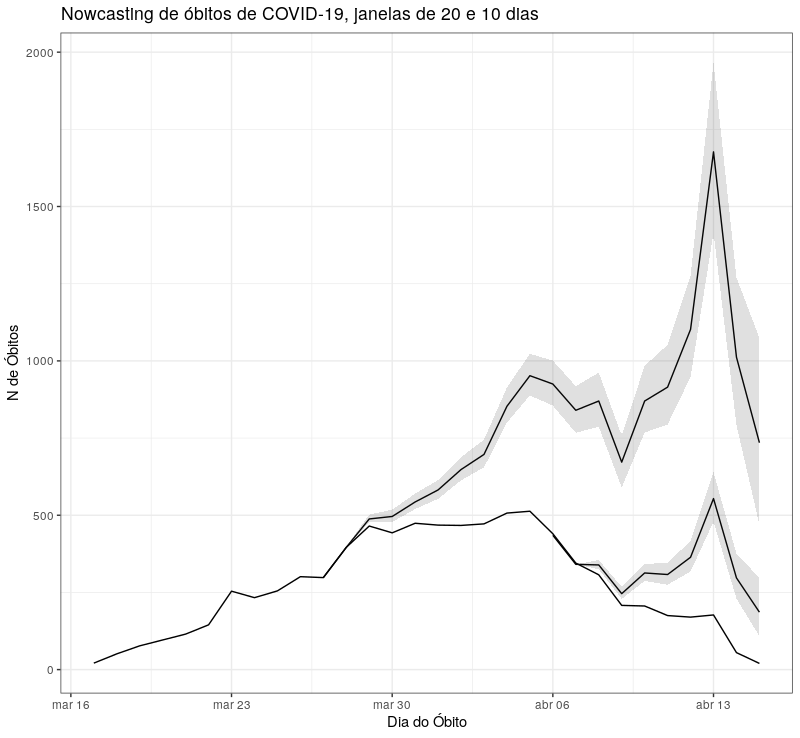 Nowcasting de óbitos de COVID-19, janelas de 20 e 10 dias
2000
1500
1000
500
0
N de Óbitos
mar 16 mar 23 mar 30 abr 06 abr 13
Dia do Óbito